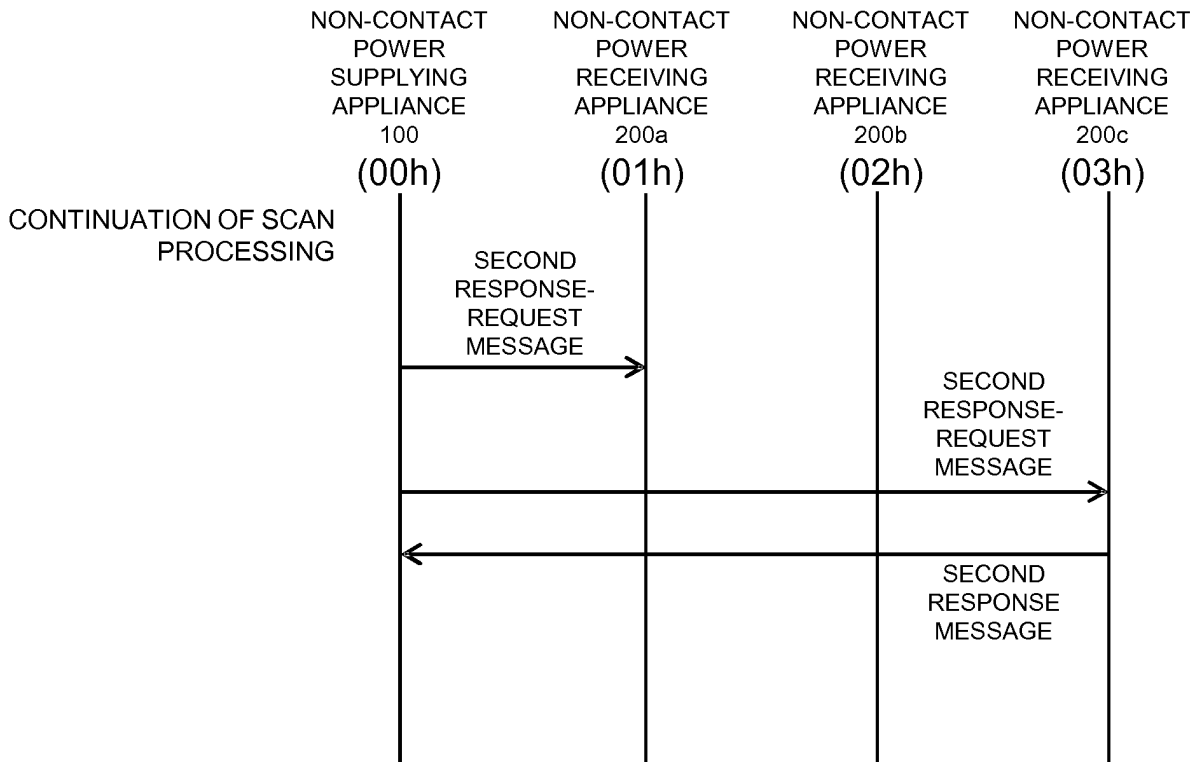 NON-CONTACT
POWER
SUPPLYING
APPLIANCE
100
(00h)
NON-CONTACT
POWER
RECEIVING
APPLIANCE
200a
(01h)
NON-CONTACT
POWER
RECEIVING
APPLIANCE
200b
(02h)
NON-CONTACT
POWER
RECEIVING
APPLIANCE
200c
(03h)
CONTINUATION OF SCAN
PROCESSING
SECOND
RESPONSE-
REQUEST
MESSAGE
SECOND
RESPONSE-
REQUEST
MESSAGE
SECOND
RESPONSE
MESSAGE